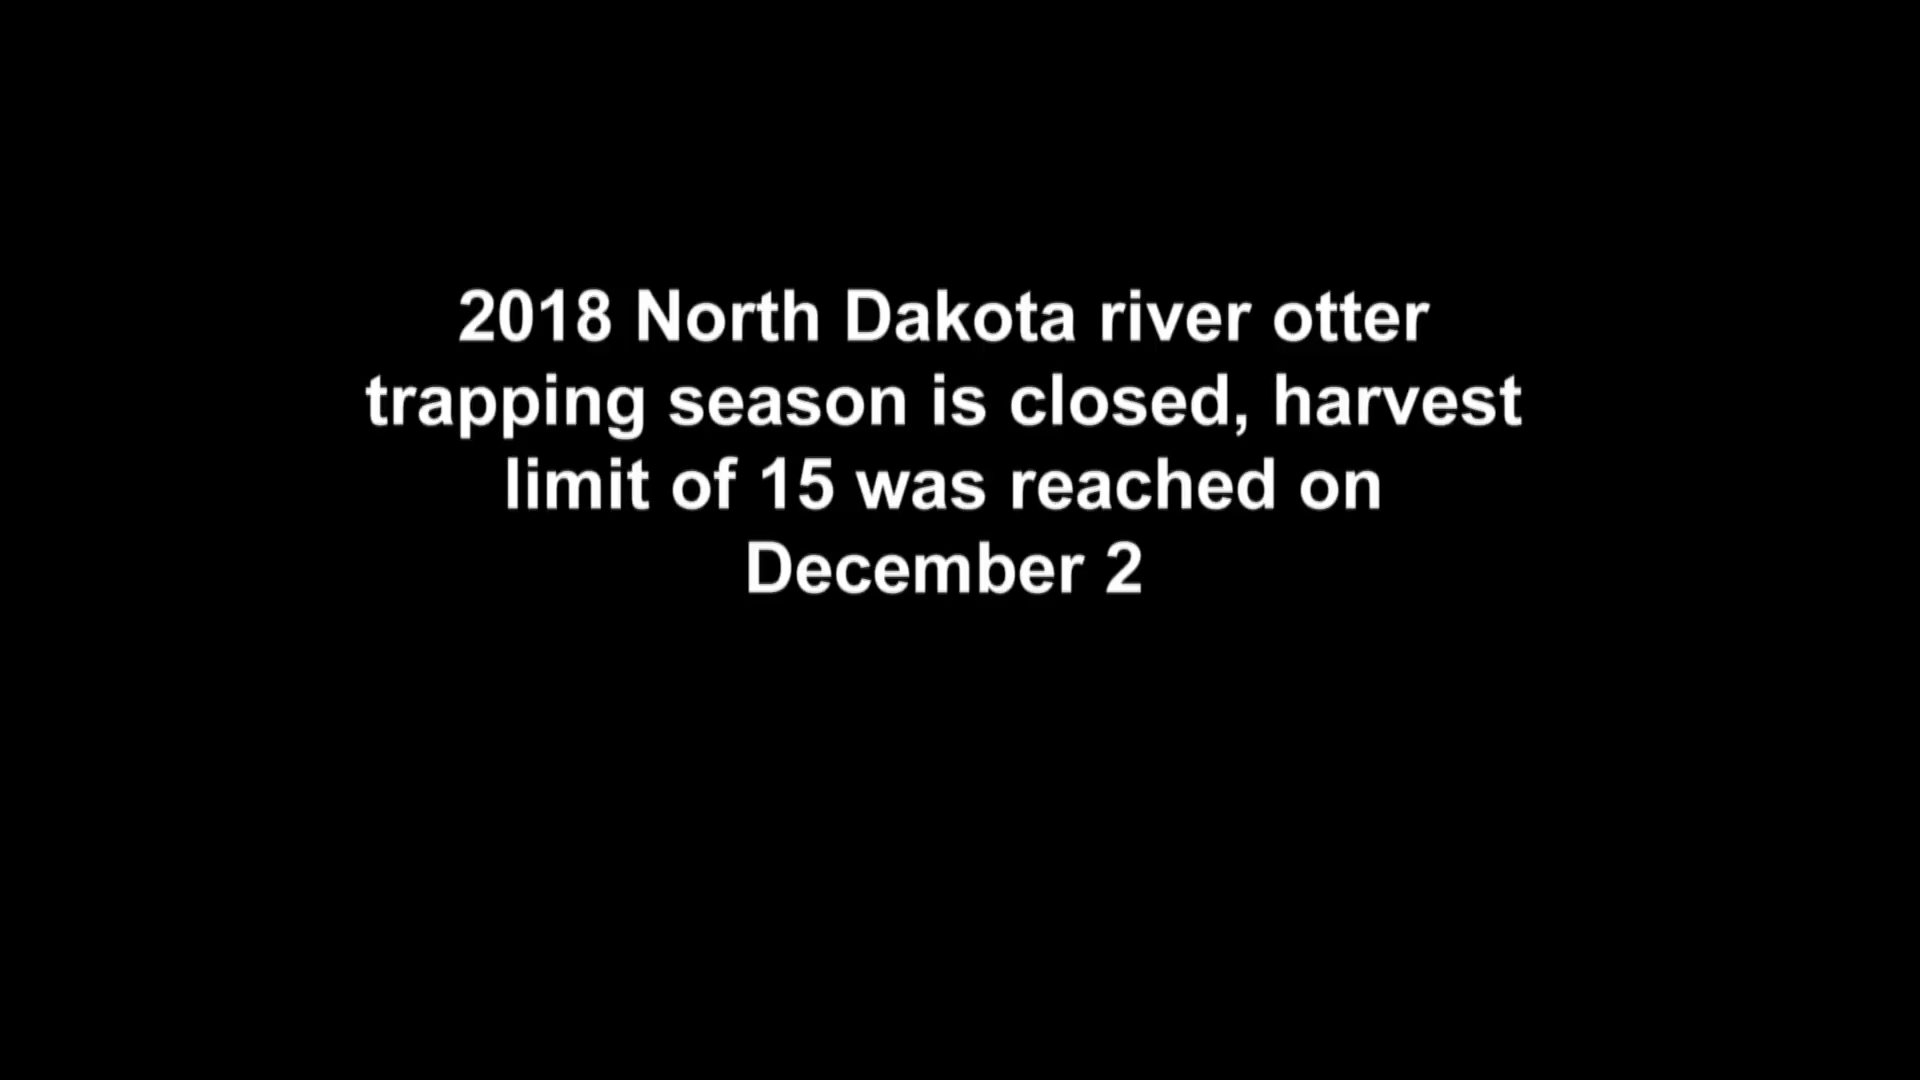 2018 North Dakota river otter
trapping season is closed, harvest
limit of 15 was reached on
December 2